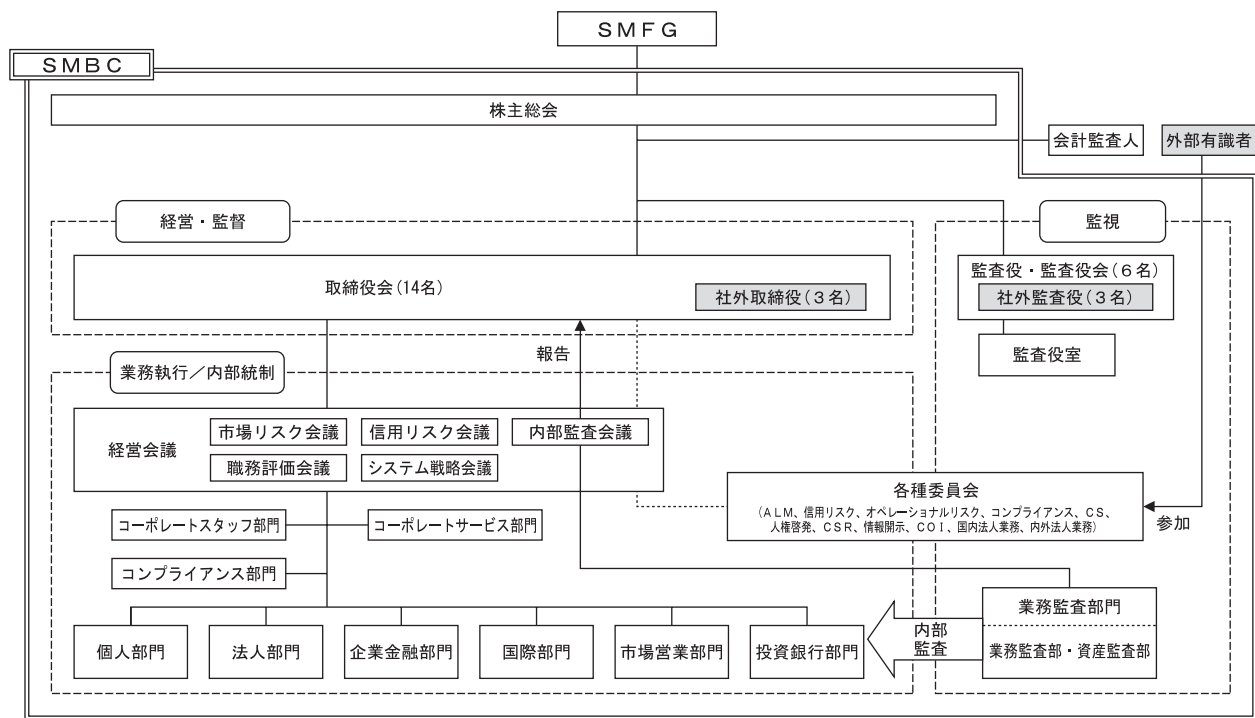 SMFG
SMBC
株主総会
会計監査人
外部有識者
経営・監督
監視
取締役会(14名)
社外取締役(3名)
監査役・監査役会(6名)
社外監査役(3名)
報告
監査役室
業務執行/内部統制
経営会議
市場リスク会議
信用リスク会議
内部監査会議
職務評価会議
システム戦略会議
各種委員会
(ALM、信用リスク、オペレーショナルリスク、コンプライアンス、CS、
人権啓発、CSR、情報開示、COI、国内法人業務、内外法人業務)
参加
コーポレートスタッフ部門
コーポレートサービス部門
コンプライアンス部門
個人部門
法人部門
企業金融部門
国際部門
市場営業部門
投資銀行部門
内部
監査
業務監査部門
業務監査部・資産監査部